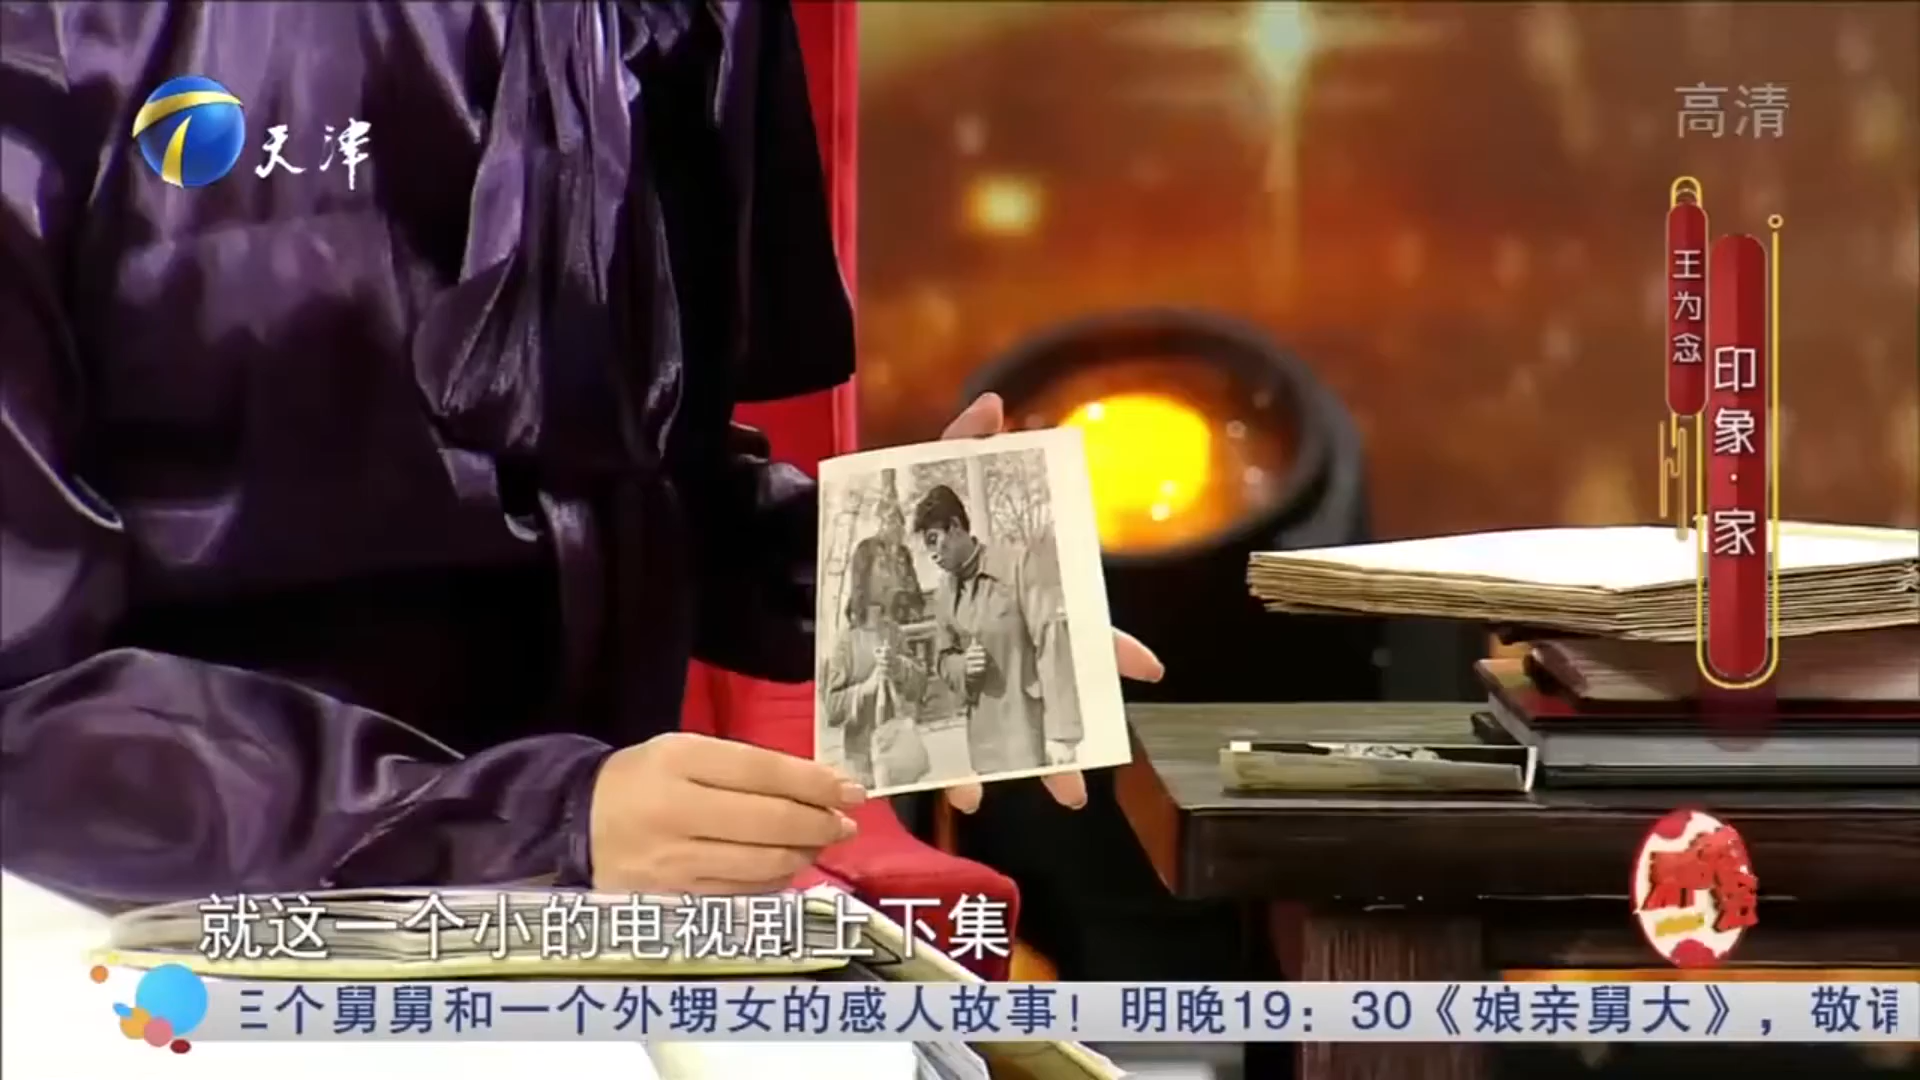 天津
高清
王为念
印象·家
就这一个小的电视剧上下集
三个舅舅和一个外甥女的感人故事！明晚19：30《娘亲舅大》，敬请